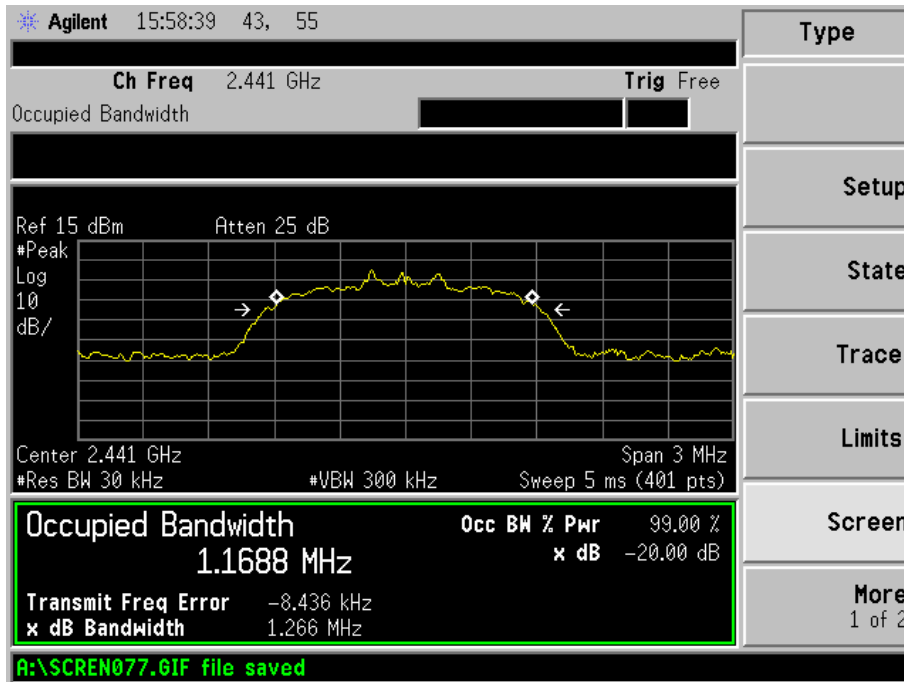 Agilent 15:58:39 43, 55
Type
Ch Freq 2.441 GHz Trig Free
Occupied Bandwidth
Setup
Ref 15 dBm Atten 25 dB
#Peak
Log
10
dB/
State
Trace
Limits
Center 2.441 GHz Span 3 MHz
#Res BW 30 kHz #VBW 300 kHz Sweep 5 ms (401 pts)
Occupied Bandwidth Occ BW % Pwr 99.00 %
1.1688 MHz x dB -20.00 dB
Screen
Transmit Freq Error -8.436 kHz
x dB Bandwidth 1.266 MHz
More
1 of 2
A:\SCREN077.GIF file saved